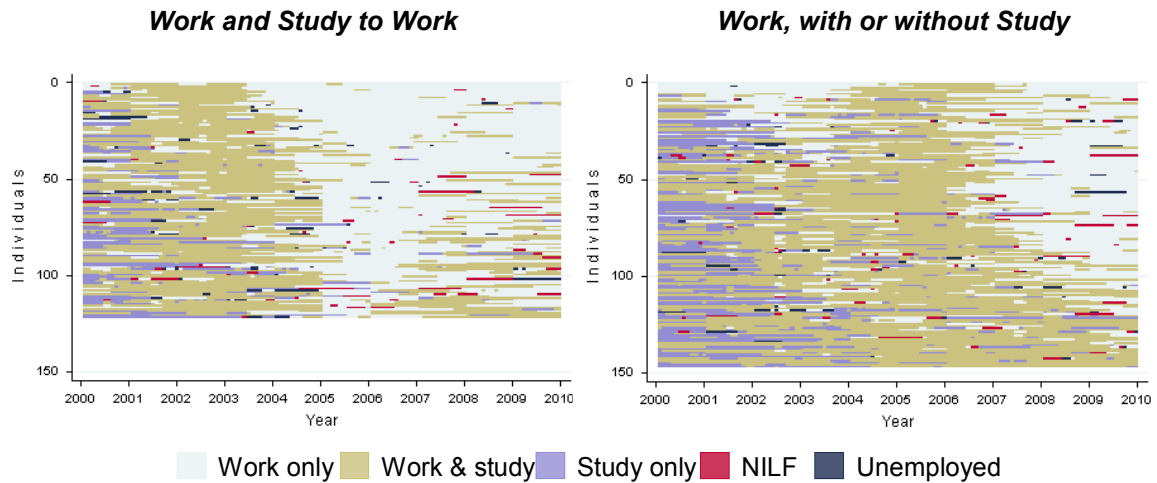 Work and Study to Work
Work, with or without Study
0
50
100
150
Individuals
2000 2001 2002 2003 2004 2005 2006 2007 2008 2009 2010
Year
0
50
100
150
Individuals
2000 2001 2002 2003 2004 2005 2006 2007 2008 2009 2010
Year
Work only Work & study Study only NILF Unemployed